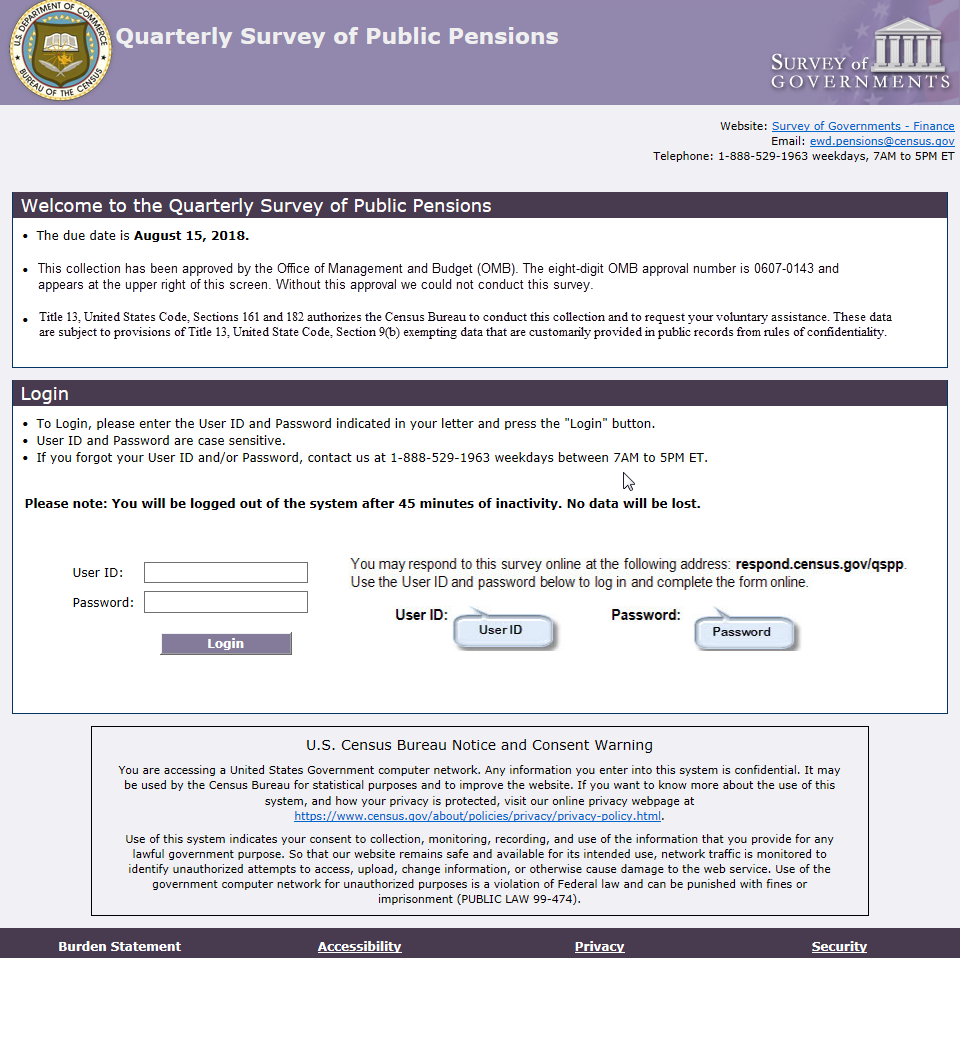 U.S. DEPARTMENT OF COMMERCE
BUREAU OF THE CENSUS
Quarterly Survey of Public Pensions
SURVEY of
GOVERNMENTS
Website: Survey of Governments - Finance
Email: ewd.pensions@census.gov
Telephone: 1-888-529-1963 weekdays, 7AM to 5PM ET
Welcome to the Quarterly Survey of Public Pensions
• The due date is August 15, 2018.
• This collection has been approved by the Office of Management and Budget (OMB). The eight-digit OMB approval number is 0607-0143 and
appears at the upper right of this screen. Without this approval we could not conduct this survey.
• Title 13, United States Code, Sections 161 and 182 authorizes the Census Bureau to conduct this collection and to request your voluntary assistance. These data
are subject to provisions of Title 13, United State Code, Section 9(b) exempting data that are customarily provided in public records from rules of confidentiality.
Login
• To Login, please enter the User ID and Password indicated in your letter and press the "Login" button.
• User ID and Password are case sensitive.
• If you forgot your User ID and/or Password, contact us at 1-888-529-1963 weekdays between 7AM to 5PM ET.
Please note: You will be logged out of the system after 45 minutes of inactivity. No data will be lost.
User ID:
Password:
Login
You may respond to this survey online at the following address: respond.census.gov/qspp.
Use the User ID and password below to log in and complete the form online.
User ID: User ID Password: Password
U.S. Census Bureau Notice and Consent Warning
You are accessing a United States Government computer network. Any information you enter into this system is confidential. It may
be used by the Census Bureau for statistical purposes and to improve the website. If you want to know more about the use of this
system, and how your privacy is protected, visit our online privacy webpage at
https://www.census.gov/about/policies/privacy/privacy-policy.html.
Use of this system indicates your consent to collection, monitoring, recording, and use of the information that you provide for any
lawful government purpose. So that our website remains safe and available for its intended use, network traffic is monitored to
identify unauthorized attempts to access, upload, change information, or otherwise cause damage to the web service. Use of the
government computer network for unauthorized purposes is a violation of Federal law and can be punished with fines or
imprisonment (PUBLIC LAW 99-474).
Burden Statement Accessibility Privacy Security